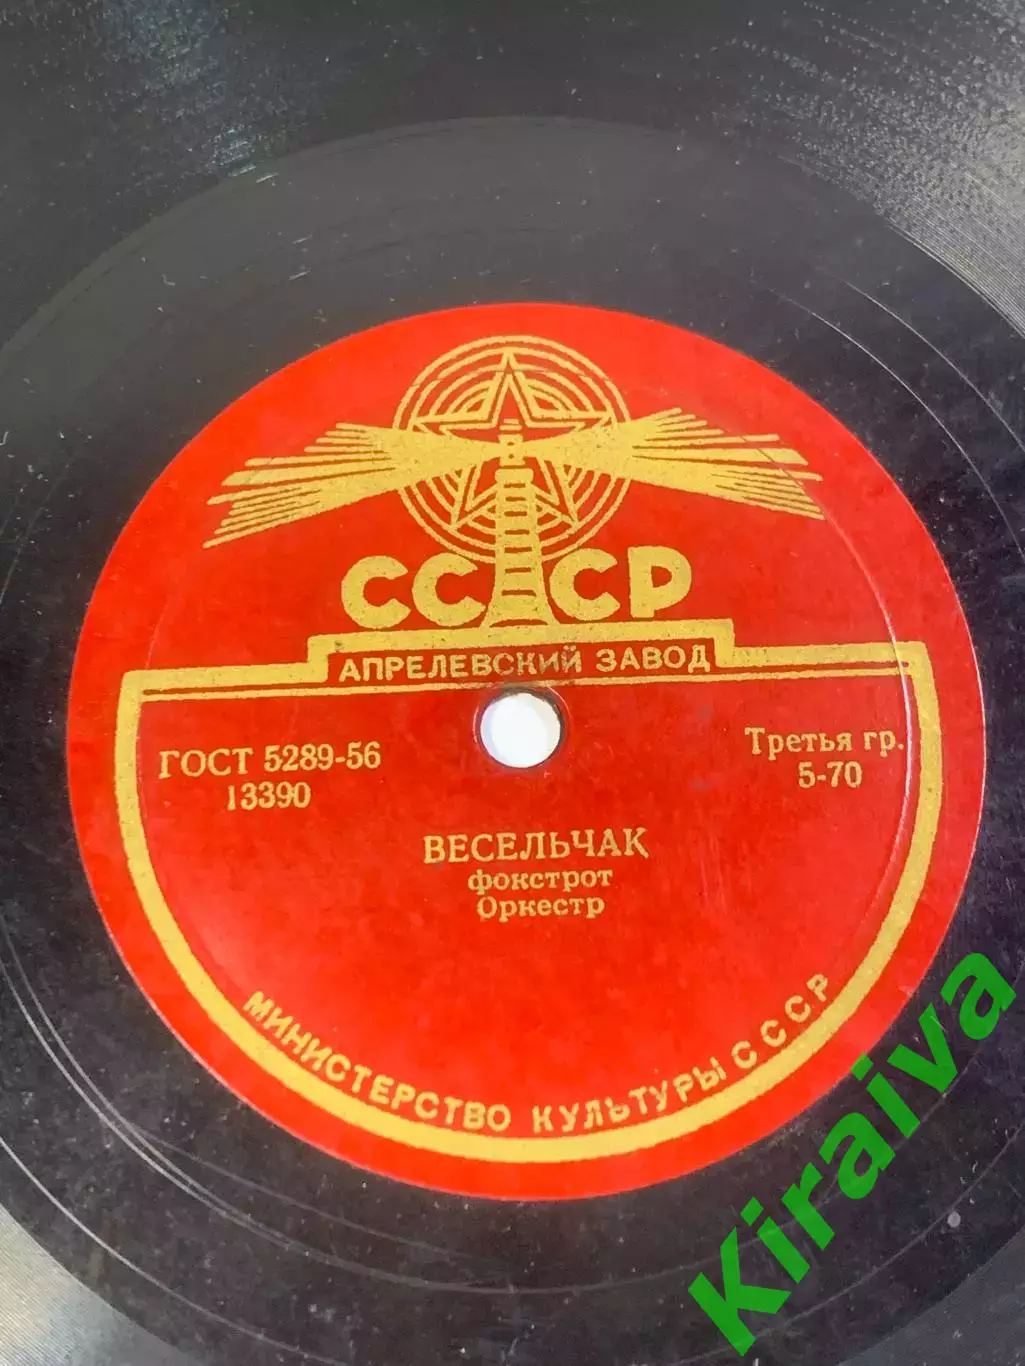 СССР
АПРЕЛЕВСКИЙ ЗАВОД
ГОСТ 5289-56
13390
Третья гр.
5-70
ВЕСЕЛЬЧАК
фокстрот
Оркестр
МИНИСТЕРСТВО КУЛЬТУРЫ СССР
Kiraiva